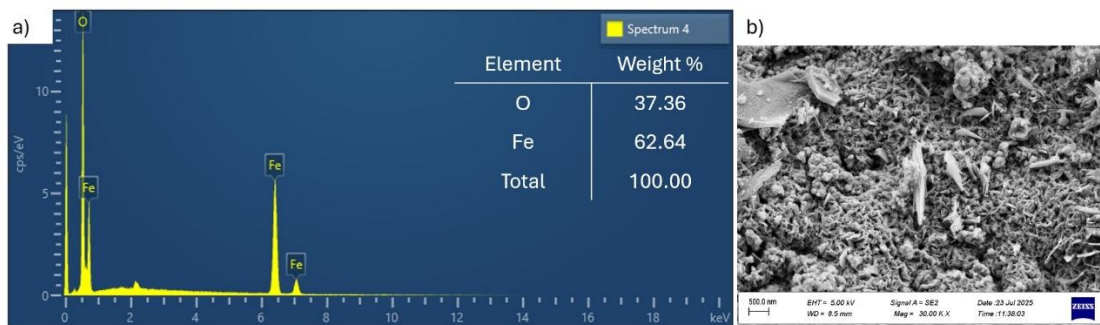 a)
b)
Spectrum 4
O
Fe
Fe
Fe
10
5
0
cps/eV
0 2 4 6 8 10 12 14 16 18 keV
Element Weight %
O 37.36
Fe 62.64
Total 100.00
500.0 nm
EHT = 5.00 kV Signal A = SE2 Date :23 Jul 2025
WD = 8.5 mm Mag = 30.00 K X Time :11:38:03
ZEISS